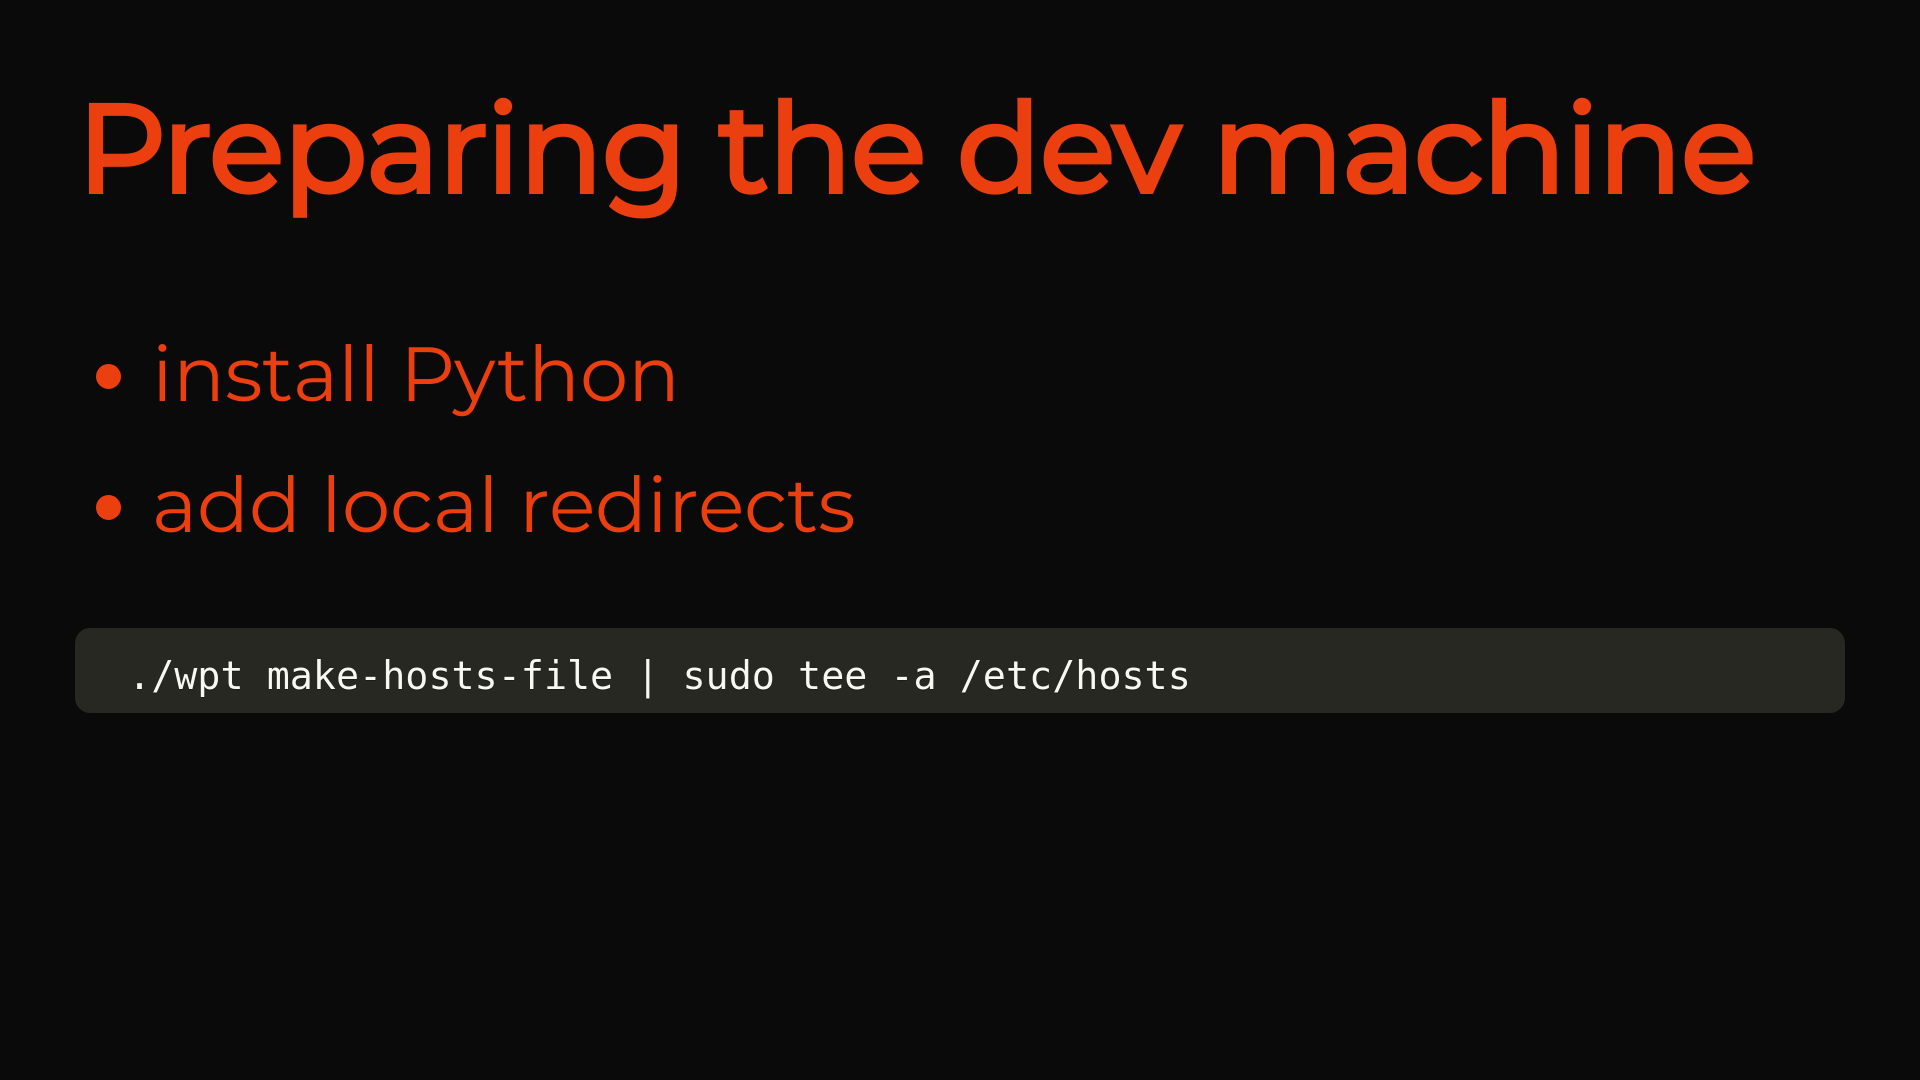 Preparing the dev machine
• install Python
• add local redirects
./wpt make-hosts-file | sudo tee -a /etc/hosts